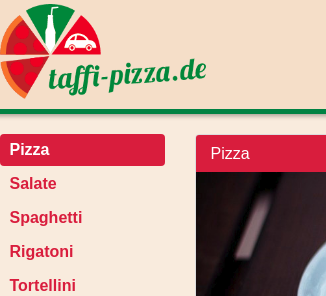 taffi-pizza.de
Pizza
Salate
Spaghetti
Rigatoni
Tortellini
Pizza